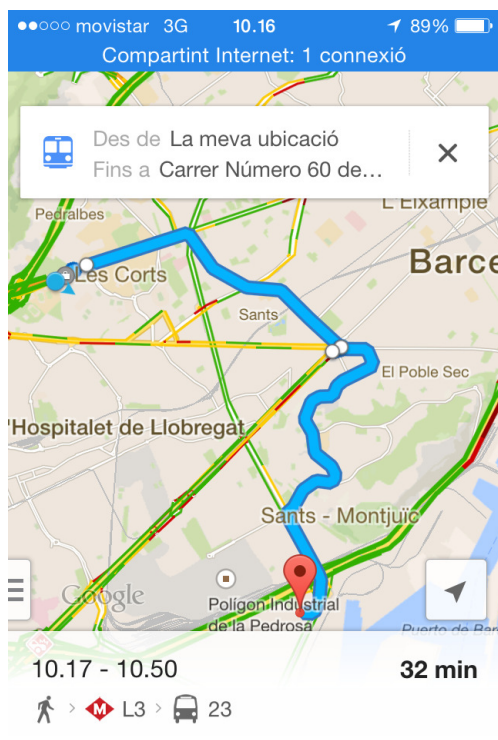 movistar 3G 10.16 89%
Compartint Internet: 1 connexió
Des de La meva ubicació
Fins a Carrer Número 60 de...
L'Eixample
Pedralbes
Barce
Les Corts
Sants
El Poble Sec
'Hospitalet de Llobregat
Sants - Montjuïc
Google
Polígon Industrial
de la Pedrosa
Puerto de Bar
10.17 - 10.50 32 min
M L3 23